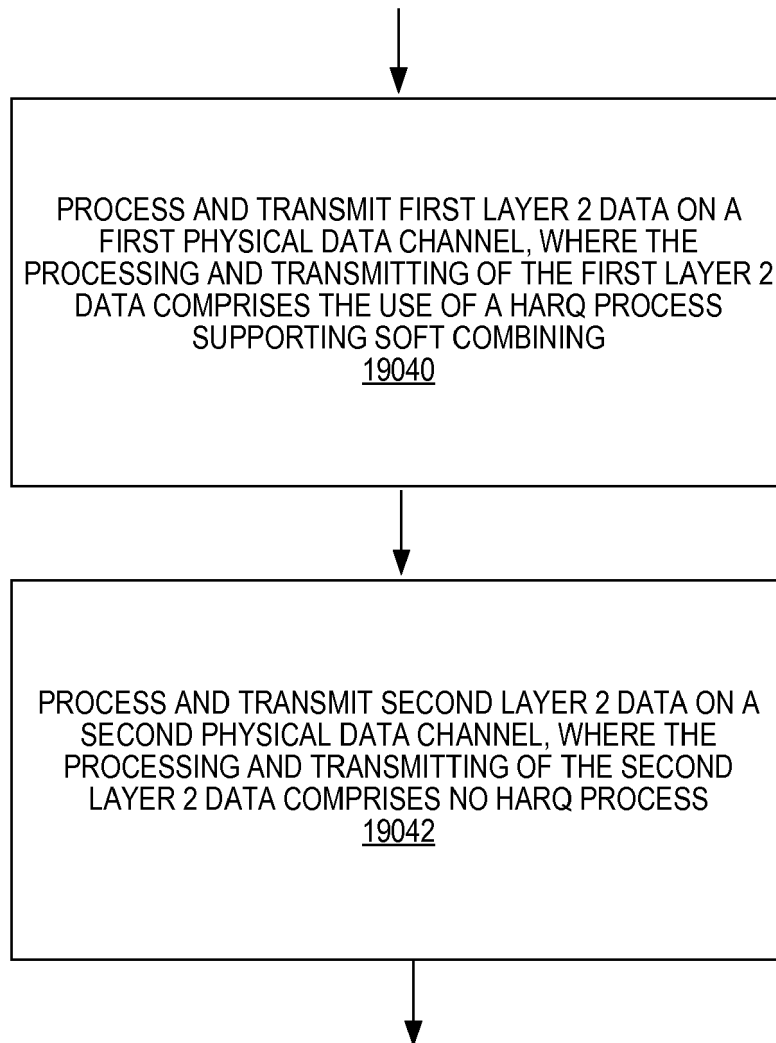 PROCESS AND TRANSMIT FIRST LAYER 2 DATA ON A
FIRST PHYSICAL DATA CHANNEL, WHERE THE
PROCESSING AND TRANSMITTING OF THE FIRST LAYER 2
DATA COMPRISES THE USE OF A HARQ PROCESS
SUPPORTING SOFT COMBINING
19040
PROCESS AND TRANSMIT SECOND LAYER 2 DATA ON A
SECOND PHYSICAL DATA CHANNEL, WHERE THE
PROCESSING AND TRANSMITTING OF THE SECOND
LAYER 2 DATA COMPRISES NO HARQ PROCESS
19042